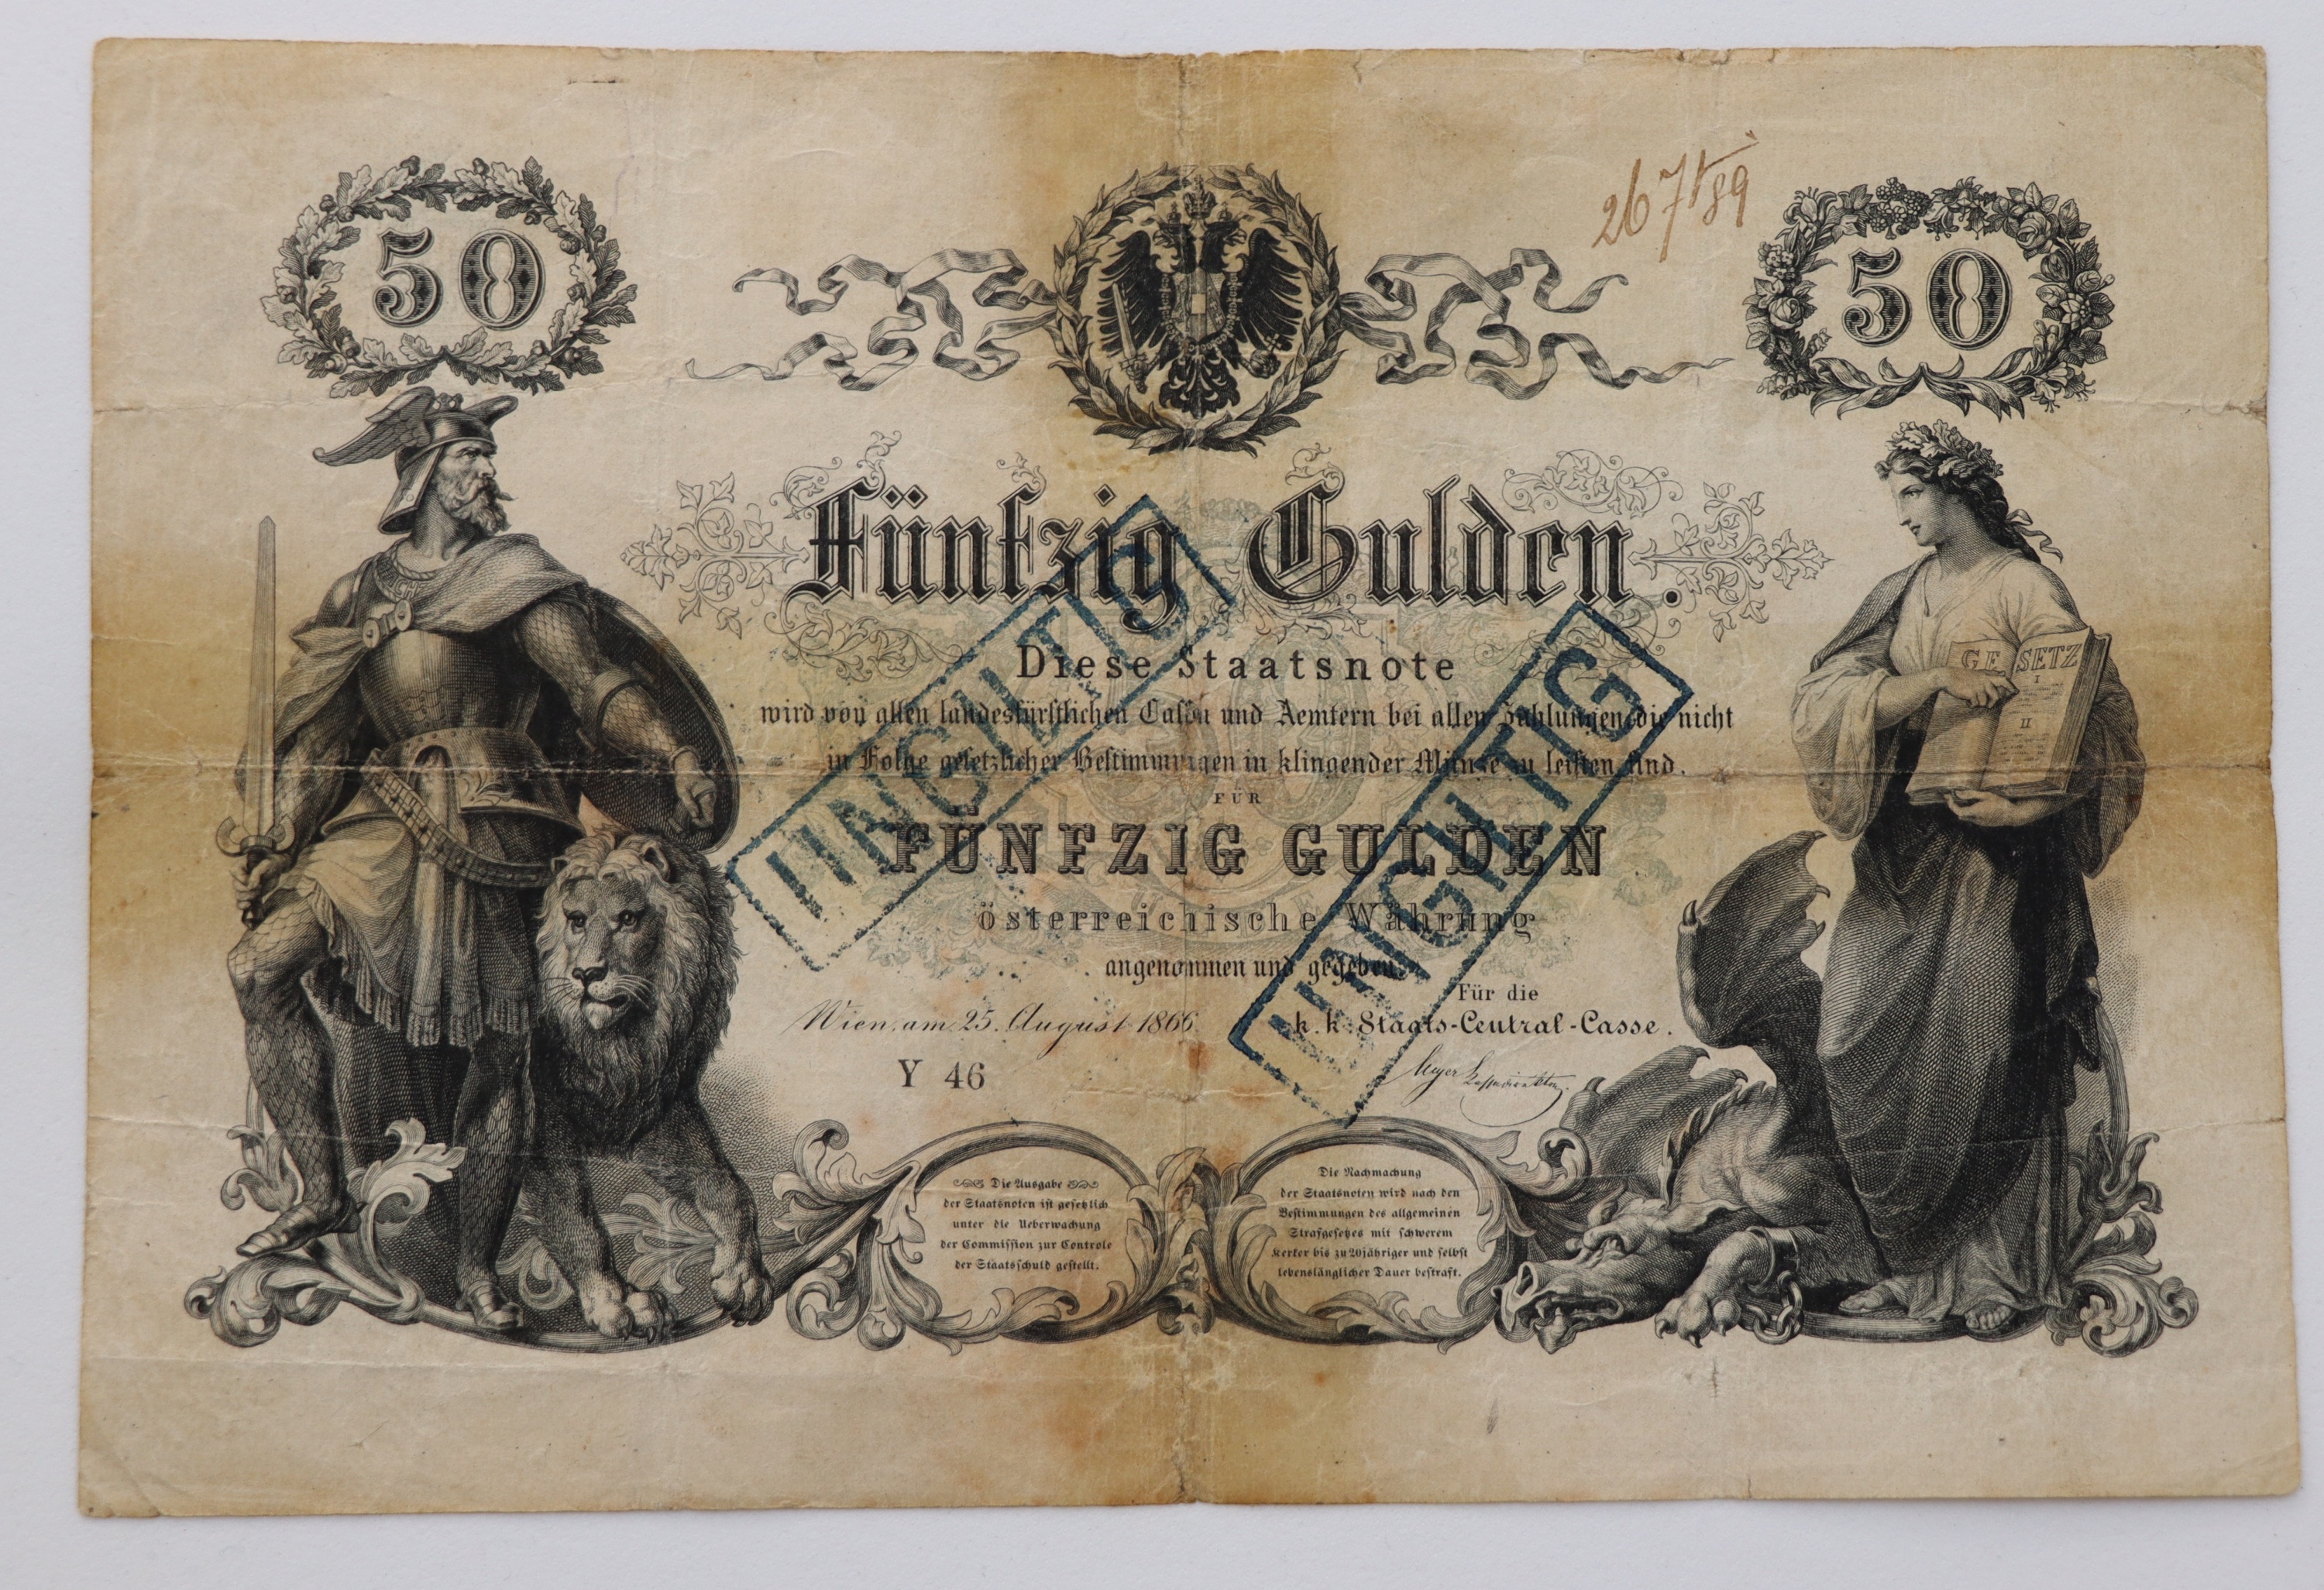 50
50
267/89
Fünfzig Gulden.
Diese Staatsnote
wird von allen landesfürstlichen Cassen und Aemtern bei allen Zahlungen, die nicht
in Folge gesetzlicher Bestimmungen in klingender Münze zu leisten sind.
FÜR
FÜNFZIG GULDEN
österreichische Währung
angenommen und gegeben.
Wien, am 25. August 1866
Für die
k. k. Staats-Central-Casse.
Y 46
Die Ausgabe
der Staatsnoten ist gesetzlich
unter die Ueberwachung
der Commission zur Controle
der Staatsschuld gestellt.
Die Nachmachung
der Staatsnoten wird nach den
Bestimmungen des allgemeinen
Strafgesetzes mit schwerem
Kerker bis zu 20jähriger und selbst
lebenslänglicher Dauer bestraft.
GESETZ
I
II
UNGILTIG
UNGILTIG